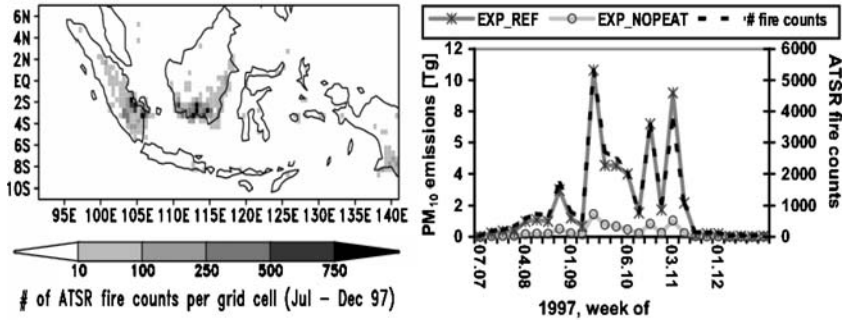 6N
4N
2N
EQ
2S
4S
6S
8S
10S
95E 100E 105E 110E 115E 120E 125E 130E 135E 140E
10 100 250 500 750
# of ATSR fire counts per grid cell (Jul – Dec 97)
EXP_REF EXP_NOPEAT # fire counts
PM10 emissions [Tg]
12
10
8
6
4
2
0
6000
5000
4000
3000
2000
1000
0
ATSR fire counts
07.07 04.08 01.09 06.10 03.11 01.12
1997, week of